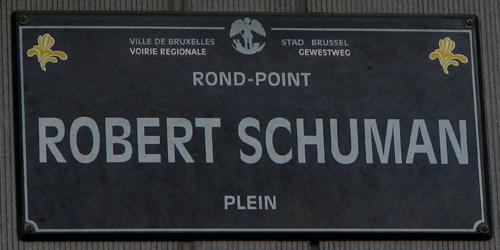 VILLE DE BRUXELLES STAD BRUSSEL
VOIRIE REGIONALE GEWESTWEG
ROND-POINT
ROBERT SCHUMAN
PLEIN